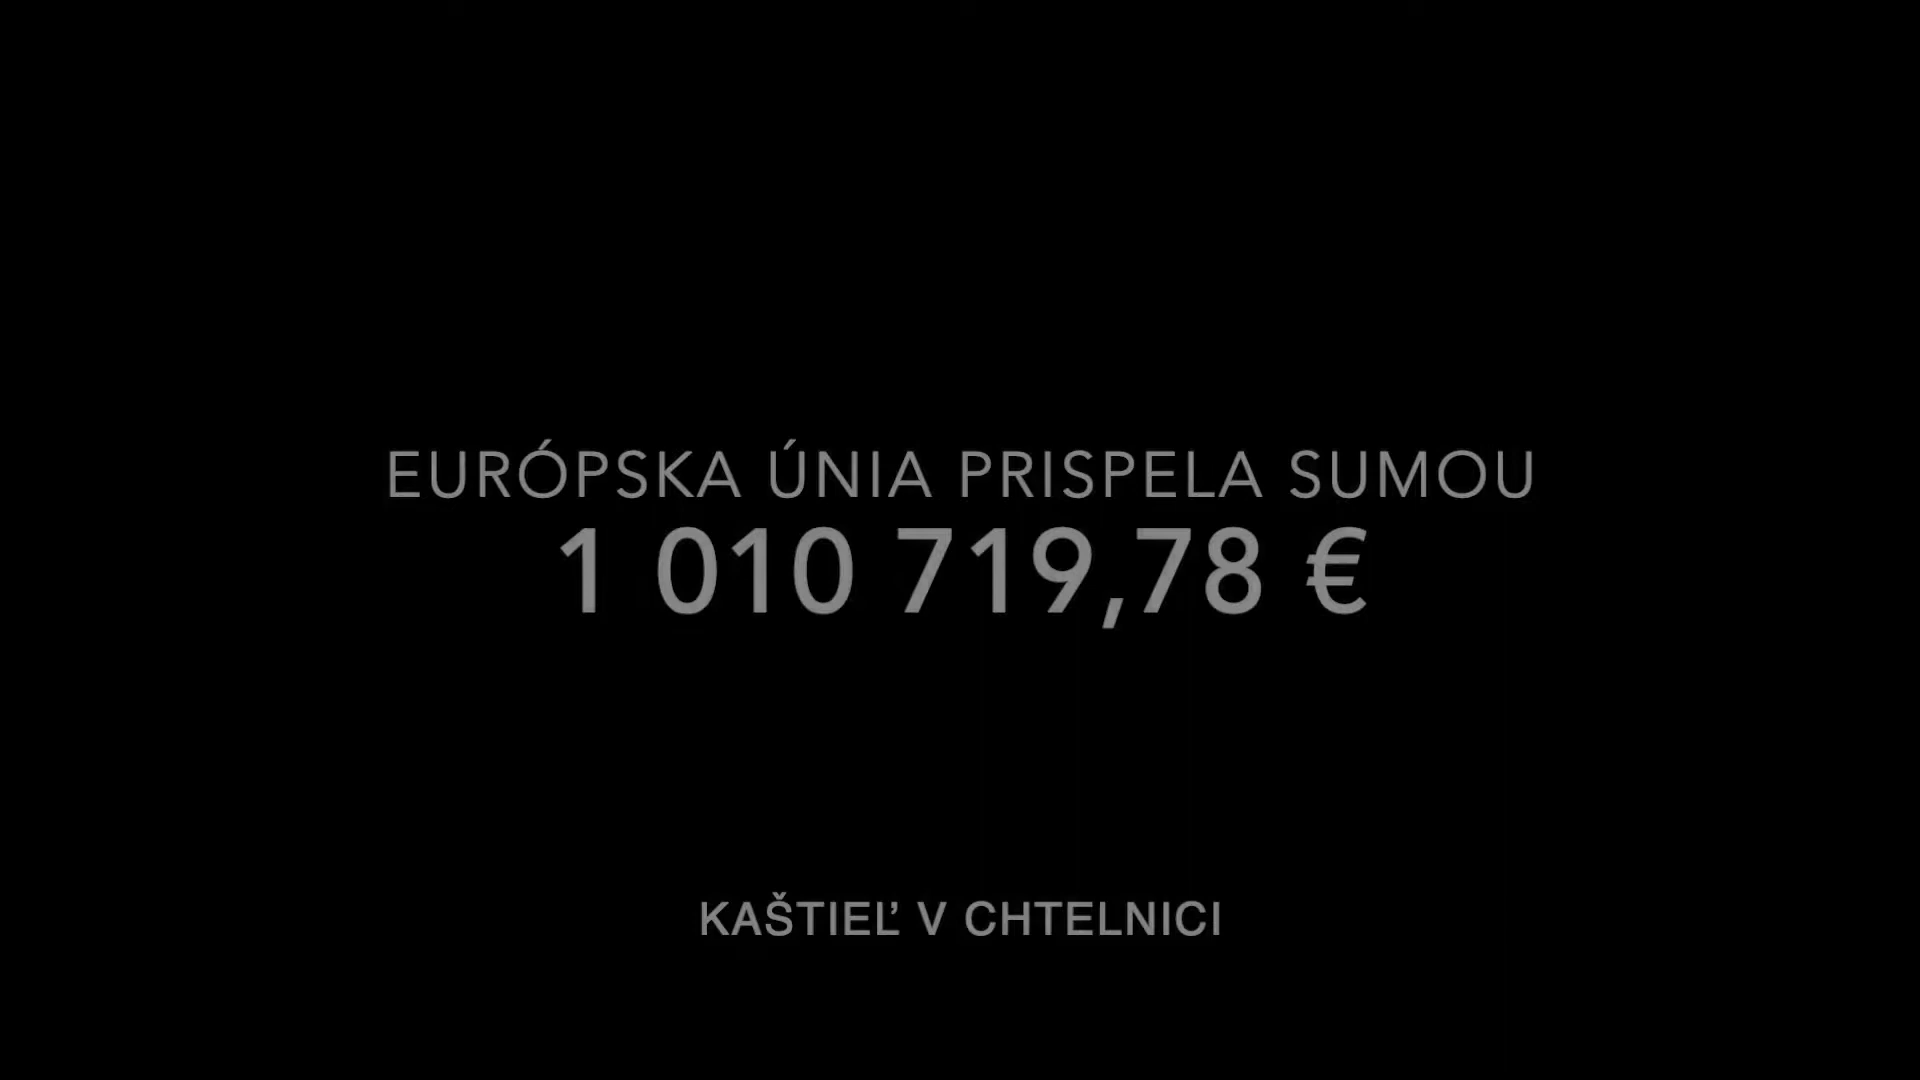 EURÓPSKA ÚNIA PRISPELA SUMOU
1 010 719,78 €
KAŠTIEĽ V CHTELNICI